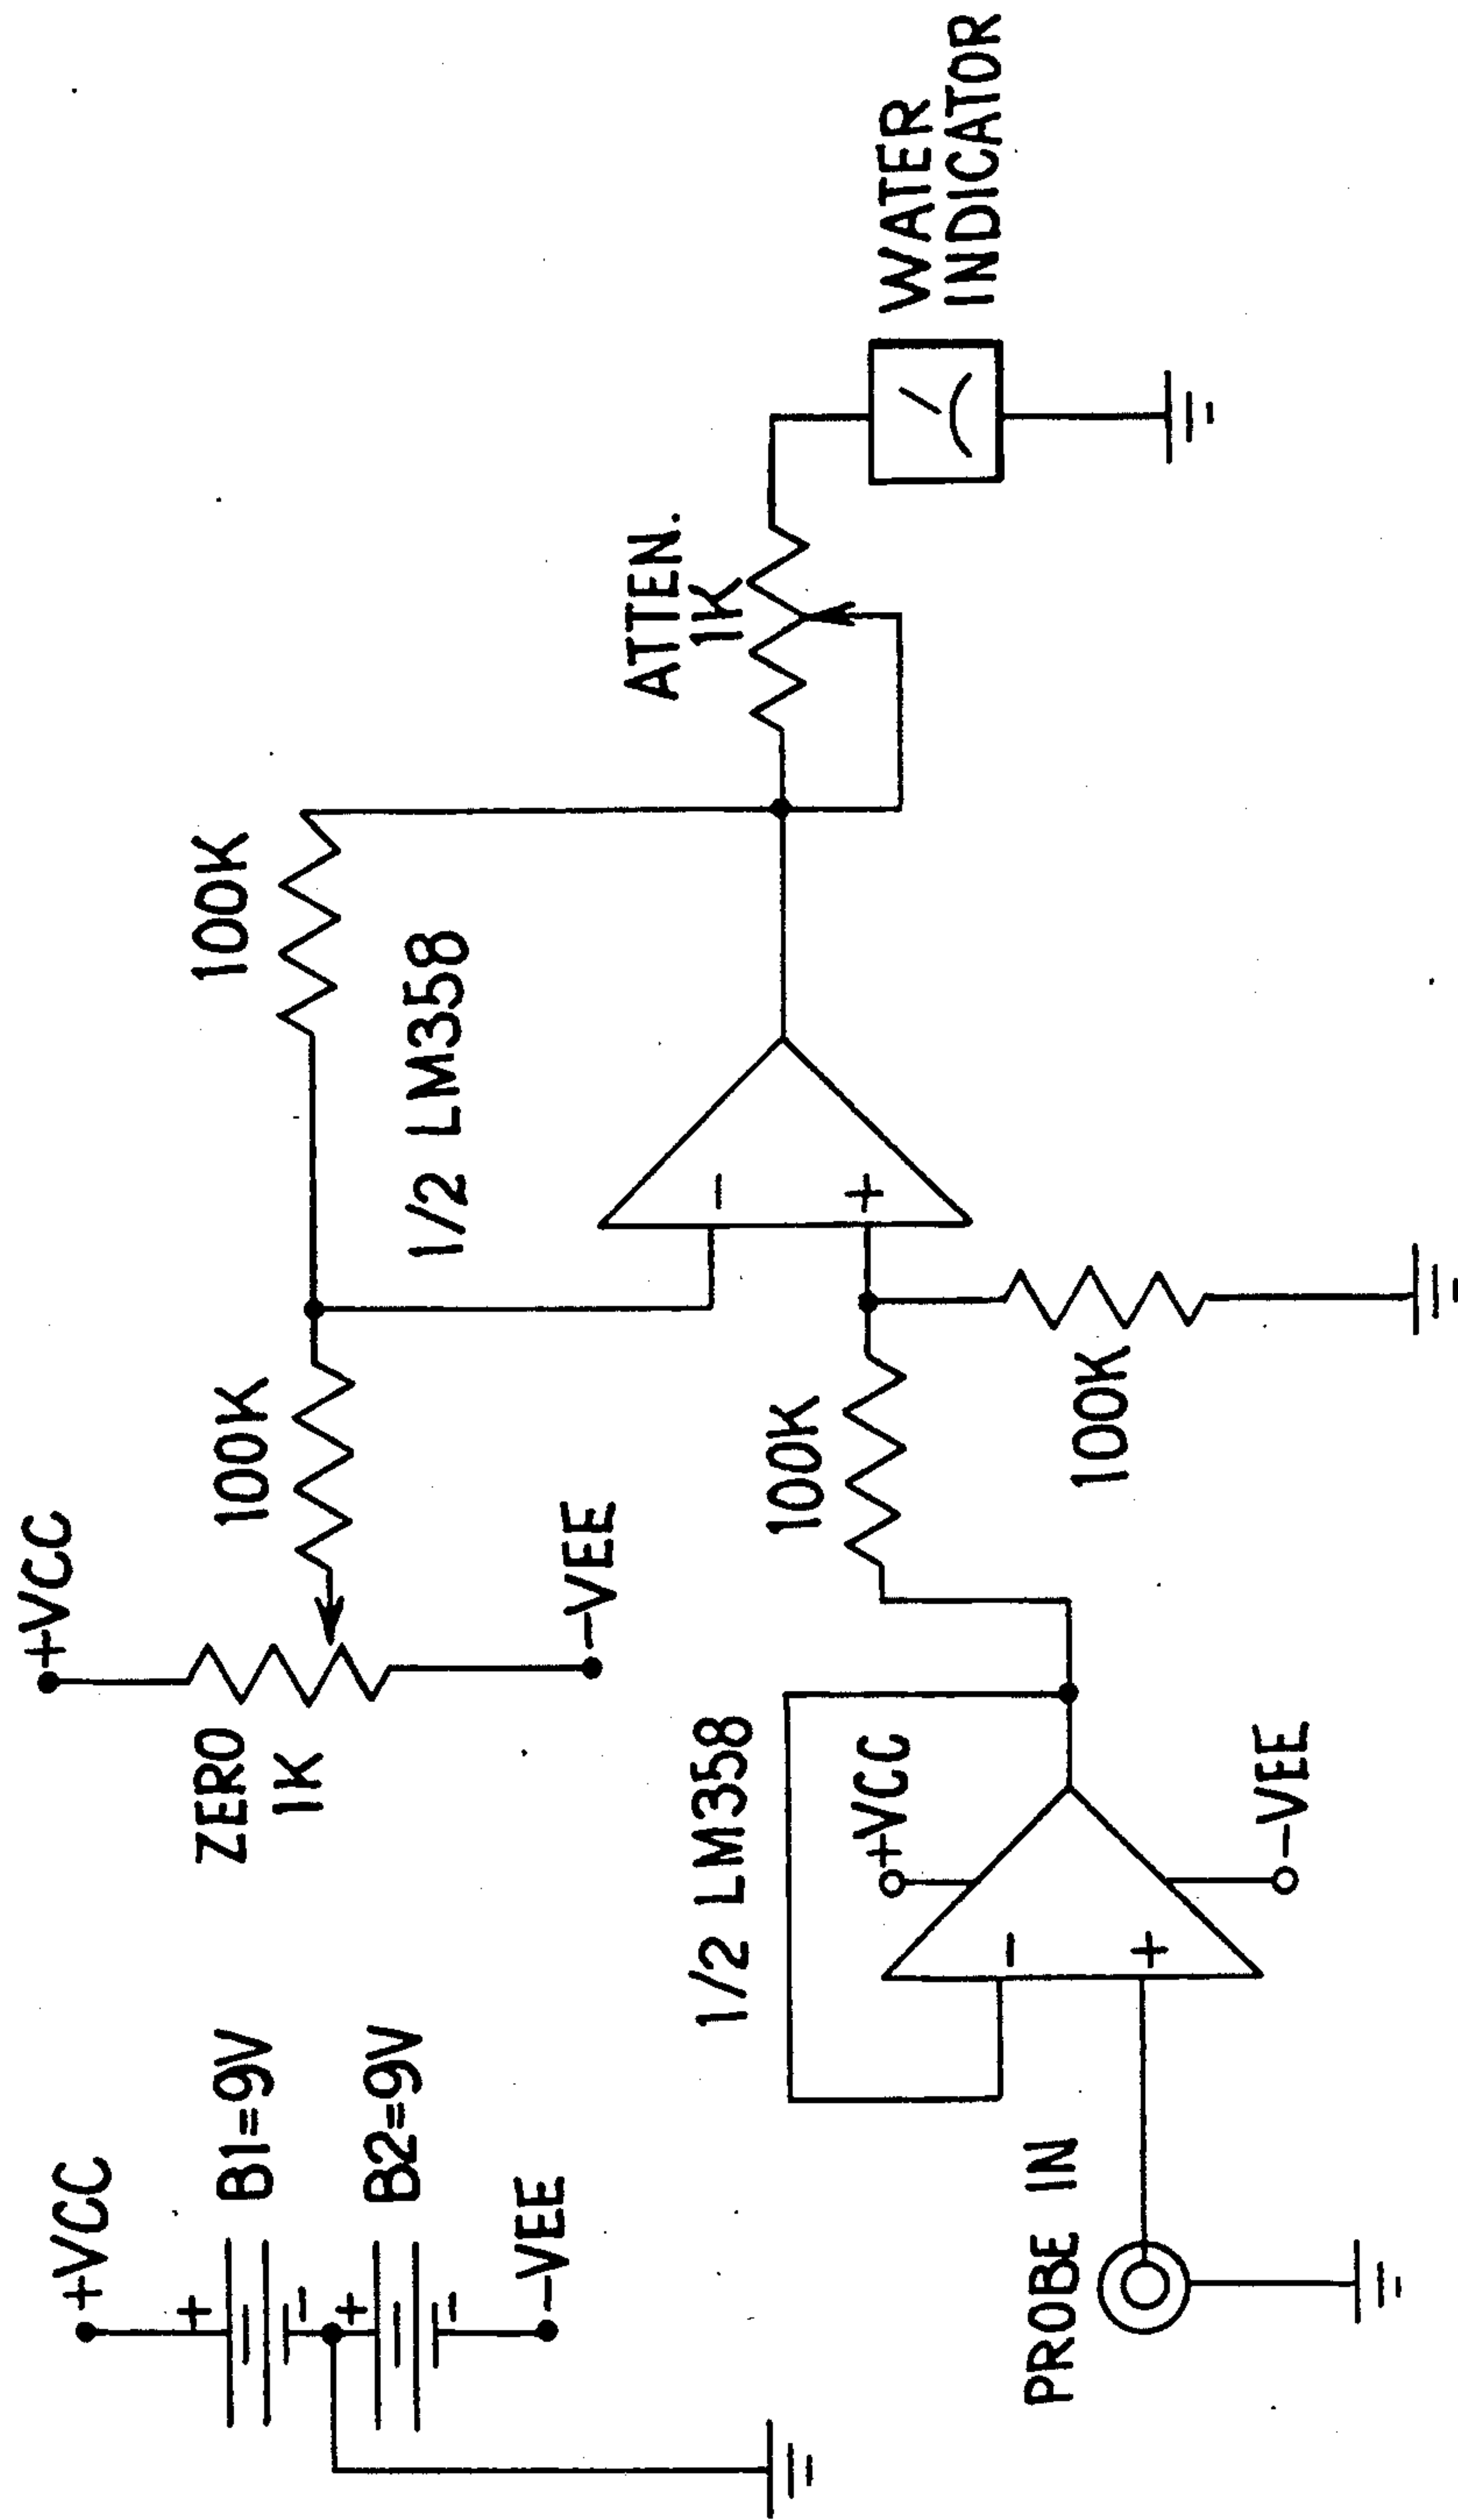 +VCC
B1=9V
B2=9V
-VEE
+VCC
ZERO
1K
-VEE
100K
100K
1/2 LM358
ATTEN.
1K
WATER
INDICATOR
PROBE IN
1/2 LM358
+VCC
-VEE
100K
100K